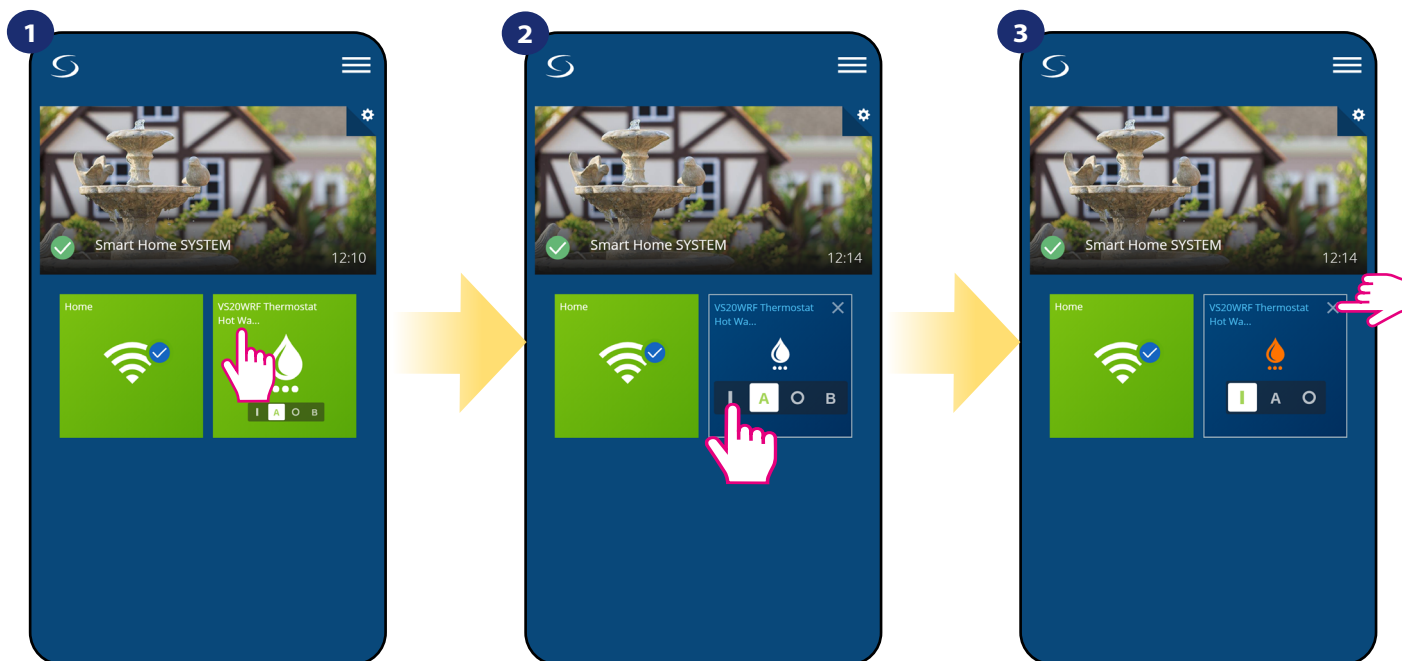 1
Smart Home SYSTEM
12:10
Home
VS20WRF Thermostat
Hot Wa...
I A O B
2
Smart Home SYSTEM
12:14
Home
VS20WRF Thermostat
Hot Wa...
I A O B
3
Smart Home SYSTEM
12:14
Home
VS20WRF Thermostat
Hot Wa...
I A O